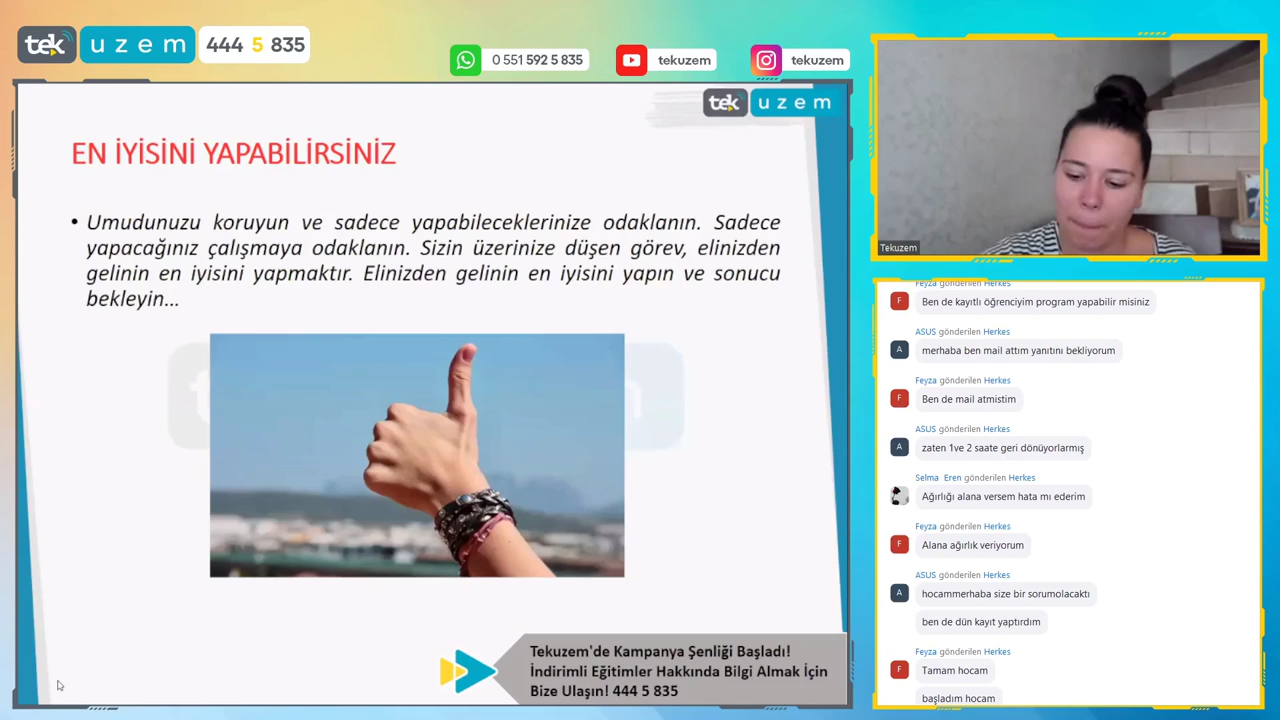 tek uzem 444 5 835
0 551 592 5 835
tekuzem
tekuzem
tek uzem
EN İYİSİNİ YAPABİLİRSİNİZ
• Umudunuzu koruyun ve sadece yapabileceklerinize odaklanın. Sadece
yapacağınız çalışmaya odaklanın. Sizin üzerinize düşen görev, elinizden
gelinin en iyisini yapmaktır. Elinizden gelinin en iyisini yapın ve sonucu
bekleyin...
Tekuzem'de Kampanya Şenliği Başladı!
İndirimli Eğitimler Hakkında Bilgi Almak İçin
Bize Ulaşın! 444 5 835
Tekuzem
Feyza gönderilen Herkes
F
Ben de kayıtlı öğrenciyim program yapabilir misiniz
ASUS gönderilen Herkes
A
merhaba ben mail attım yanıtını bekliyorum
Feyza gönderilen Herkes
F
Ben de mail atmistim
ASUS gönderilen Herkes
A
zaten 1ve 2 saate geri dönüyorlarmış
Selma Eren gönderilen Herkes
Ağırlığı alana versem hata mı ederim
Feyza gönderilen Herkes
F
Alana ağırlık veriyorum
ASUS gönderilen Herkes
A
hocammerhaba size bir sorumolacaktı
ben de dün kayıt yaptırdım
Feyza gönderilen Herkes
F
Tamam hocam
başladım hocam